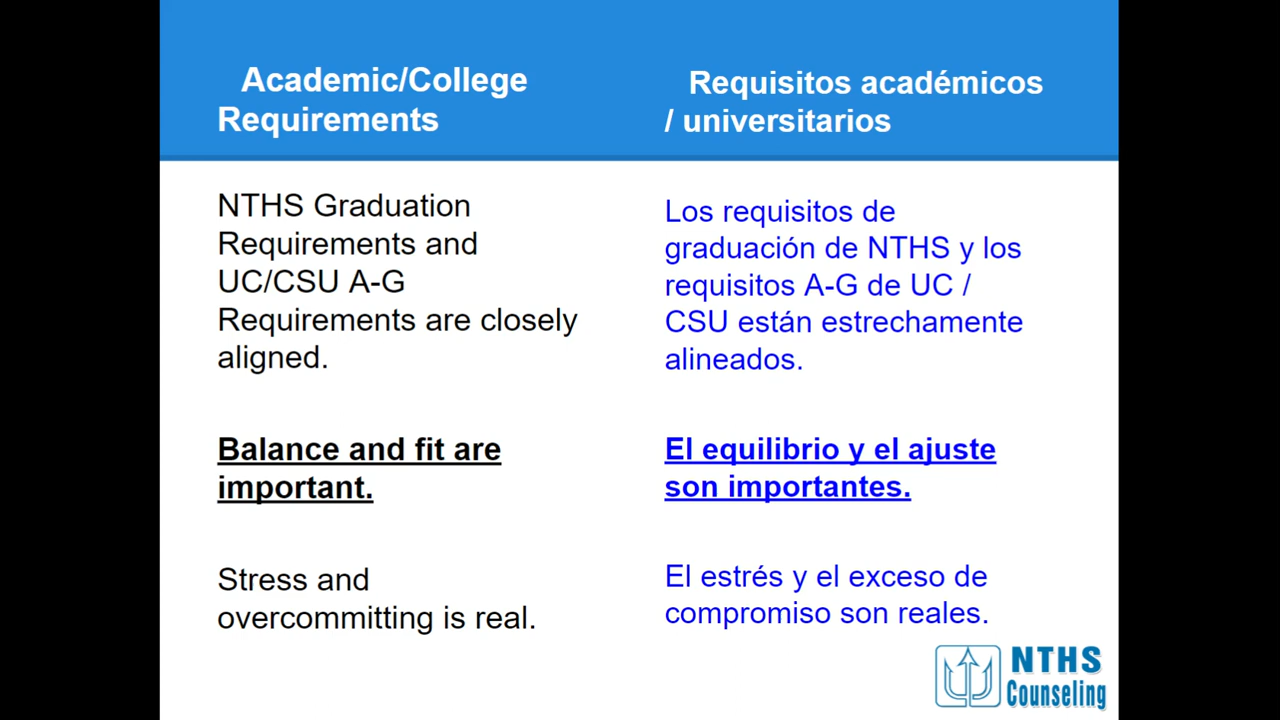 Academic/College
Requirements
NTHS Graduation
Requirements and
UC/CSU A-G
Requirements are closely
aligned.
Balance and fit are
important.
Stress and
overcommitting is real.
Requisitos académicos
/ universitarios
Los requisitos de
graduación de NTHS y los
requisitos A-G de UC /
CSU están estrechamente
alineados.
El equilibrio y el ajuste
son importantes.
El estrés y el exceso de
compromiso son reales.
NTHS
Counseling